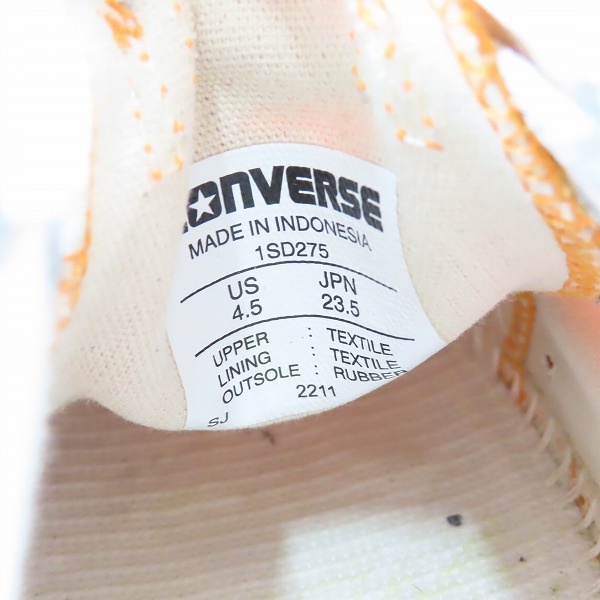 CONVERSE
MADE IN INDONESIA
1SD275
US JPN
4.5 23.5
UPPER : TEXTILE
LINING : TEXTILE
OUTSOLE : RUBBER
SJ 2211